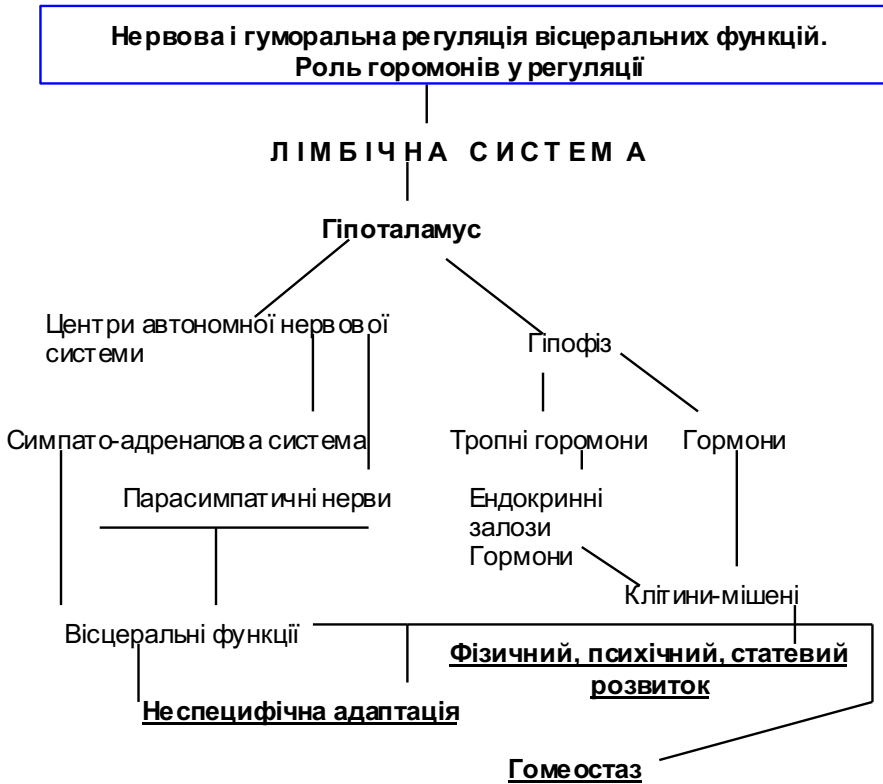 Нервова і гуморальна регуляція вісцеральних функцій.
Роль горомонів у регуляції
ЛІМБІЧНА СИСТЕМА
Гіпоталамус
Центри автономної нервової
системи
Гіпофіз
Симпато-адреналова система
Тропні горомони
Гормони
Парасимпатичні нерви
Ендокринні
залози
Гормони
Клітини-мішені
Вісцеральні функції
Фізичний, психічний, статевий
розвиток
Неспецифічна адаптація
Гомеостаз